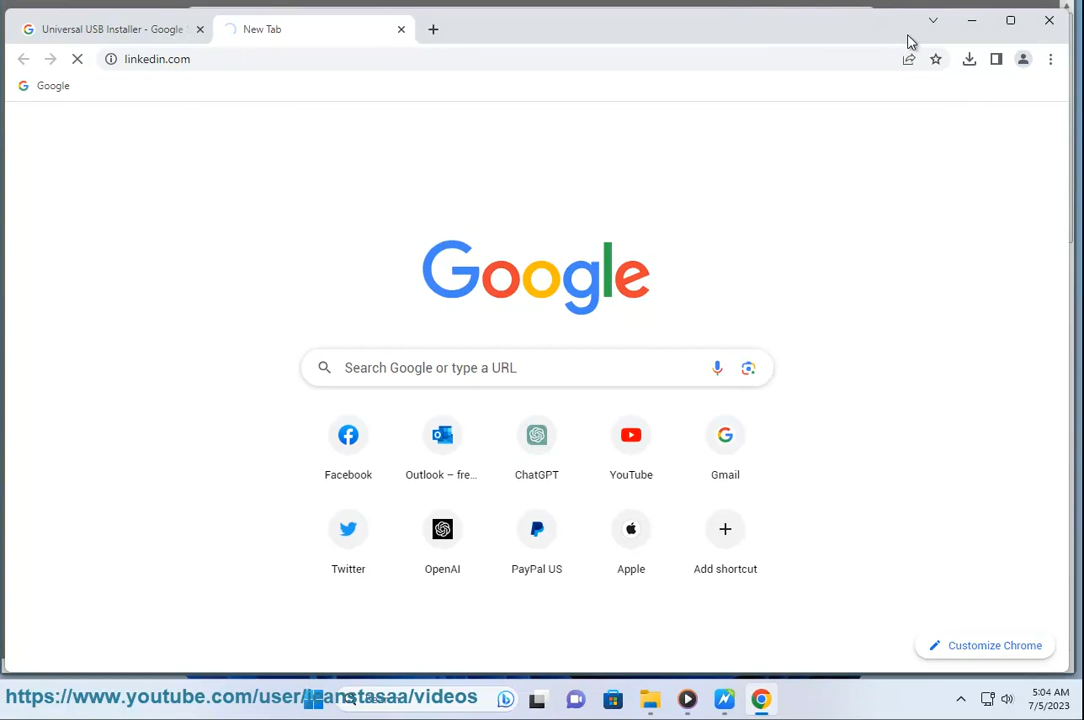 Universal USB Installer - Google
New Tab
linkedin.com
Google
Google
Search Google or type a URL
Facebook
Outlook – fre...
ChatGPT
YouTube
Gmail
Twitter
OpenAI
PayPal US
Apple
Add shortcut
Customize Chrome
https://www.youtube.com/user/
anstasaa/videos
5:04 AM
7/5/2023